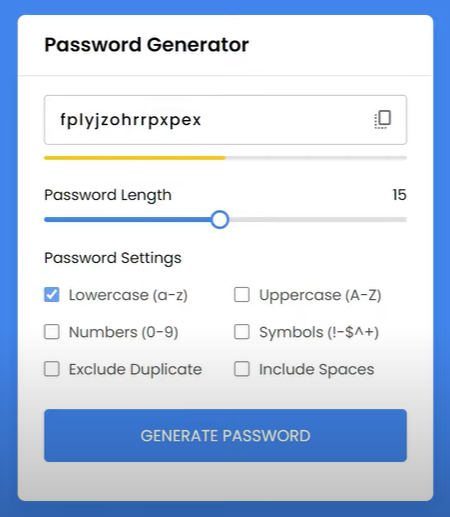 Password Generator
fplyjzohrrpxpex
Password Length 15
Password Settings
Lowercase (a-z) Uppercase (A-Z)
Numbers (0-9) Symbols (!-$^+)
Exclude Duplicate Include Spaces
GENERATE PASSWORD